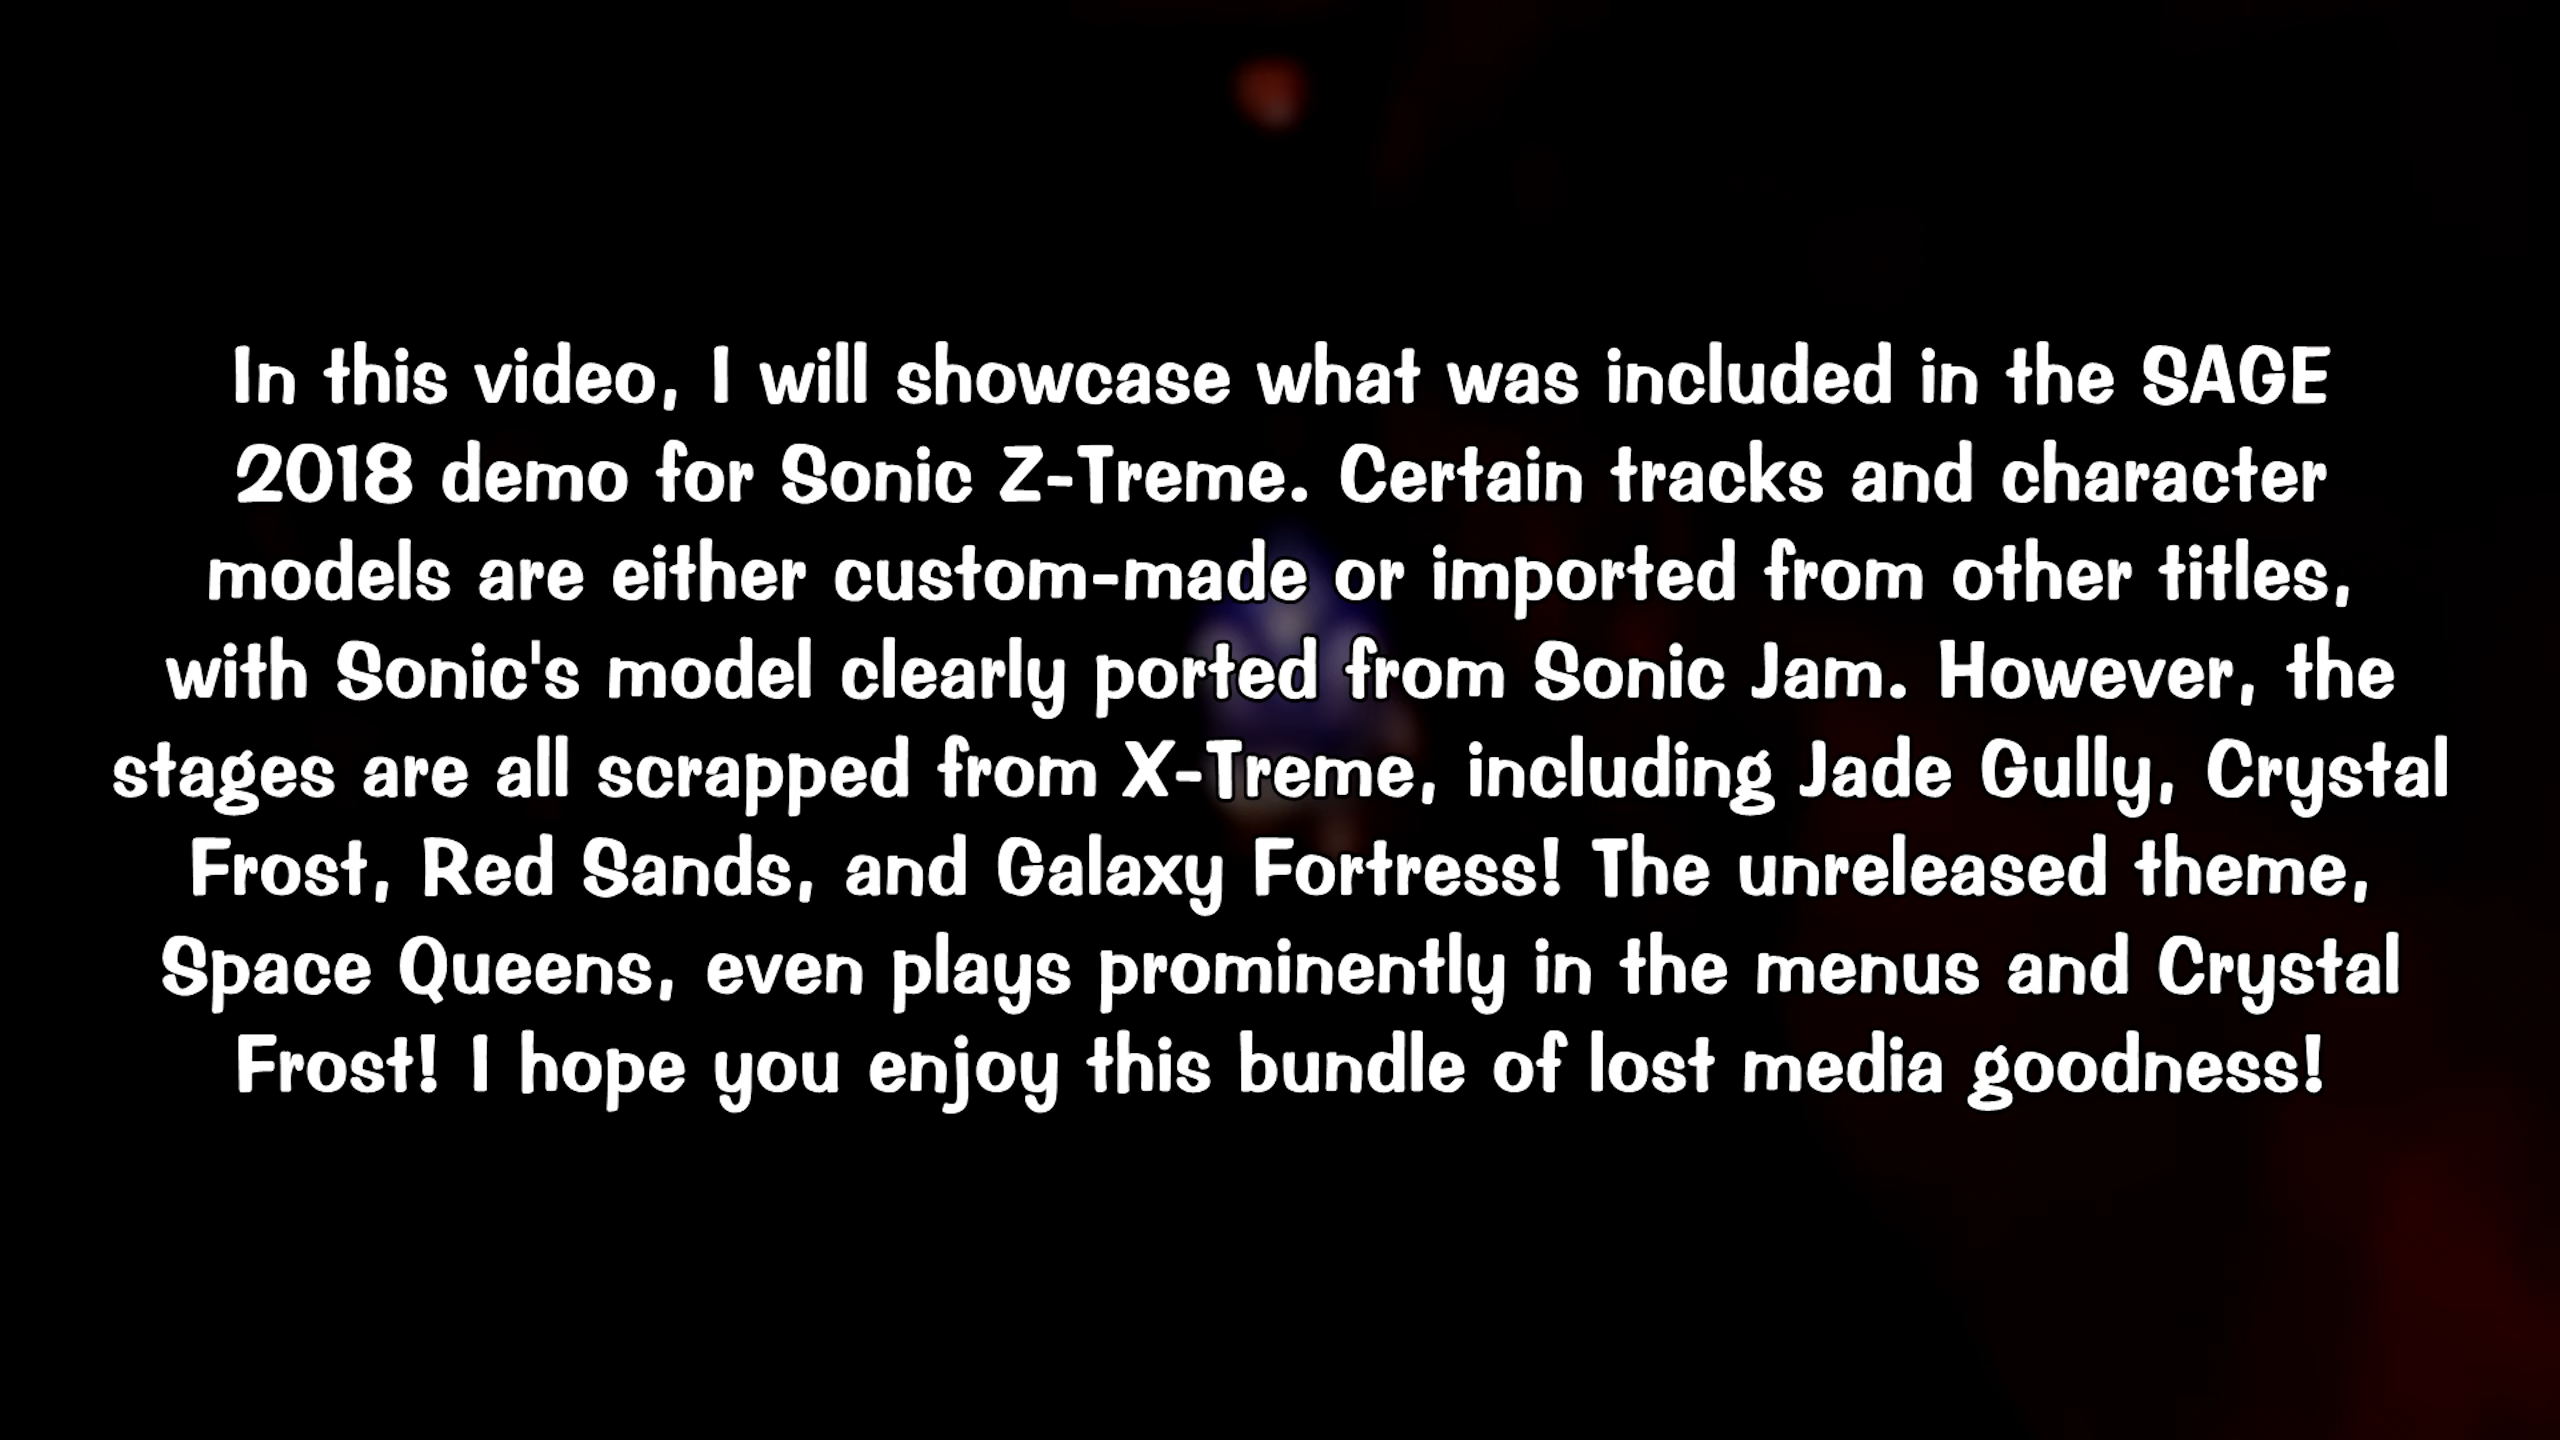 In this video, I will showcase what was included in the SAGE
2018 demo for Sonic Z-Treme. Certain tracks and character
models are either custom-made or imported from other titles,
with Sonic's model clearly ported from Sonic Jam. However, the
stages are all scrapped from X-Treme, including Jade Gully, Crystal
Frost, Red Sands, and Galaxy Fortress! The unreleased theme,
Space Queens, even plays prominently in the menus and Crystal
Frost! I hope you enjoy this bundle of lost media goodness!